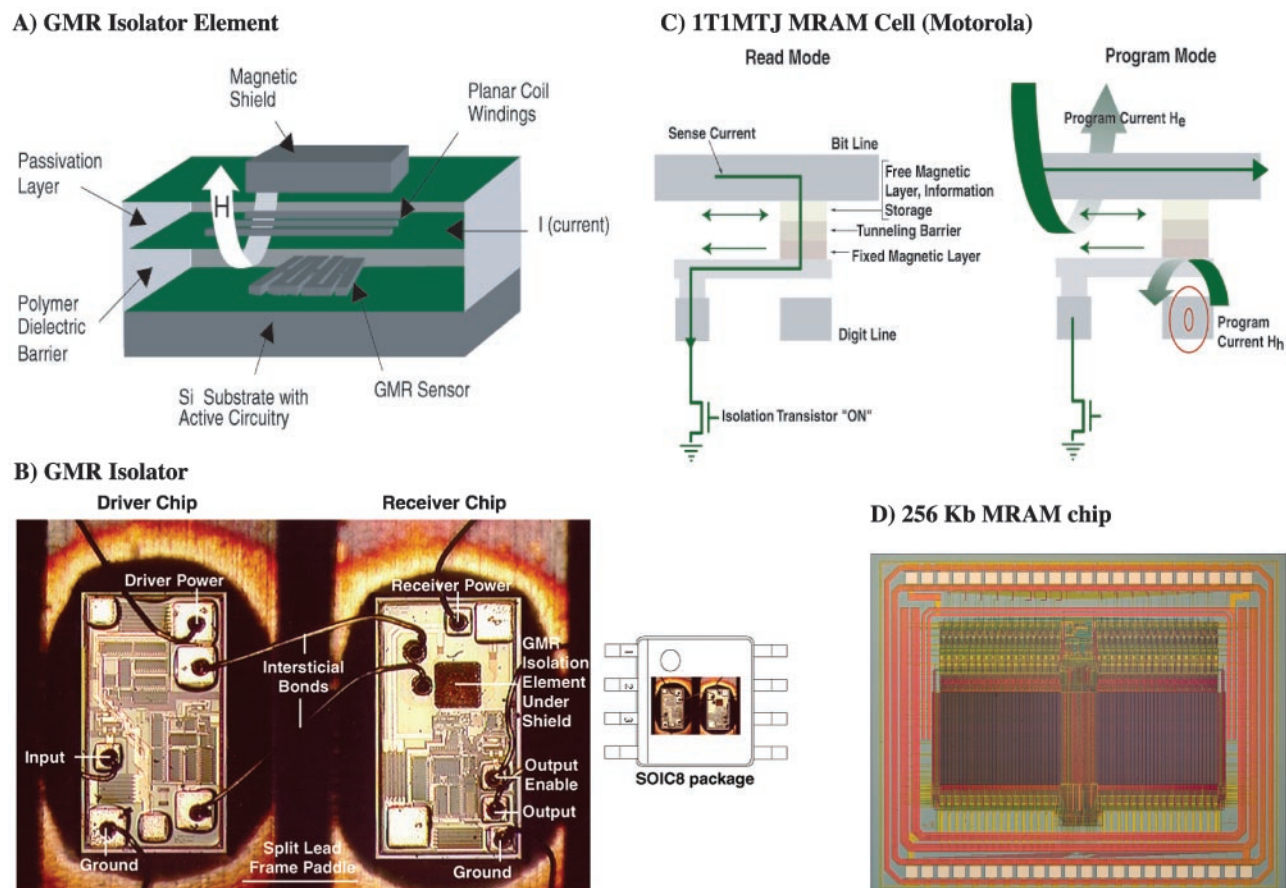 A) GMR Isolator Element
Magnetic
Shield
Planar Coil
Windings
Passivation
Layer
H
I (current)
Polymer
Dielectric
Barrier
Si Substrate with
Active Circuitry
GMR Sensor
C) 1T1MTJ MRAM Cell (Motorola)
Read Mode
Program Mode
Sense Current
Bit Line
Free Magnetic
Layer, Information
Storage
Tunneling Barrier
Fixed Magnetic Layer
Digit Line
Isolation Transistor "ON"
Program Current He
Program
Current Hh
B) GMR Isolator
Driver Chip
Receiver Chip
Driver Power
Receiver Power
Intersticial
Bonds
GMR
Isolation
Element
Under
Shield
Input
Output
Enable
Output
Ground
Split Lead
Frame Paddle
Ground
1
2
3
SOIC8 package
D) 256 Kb MRAM chip